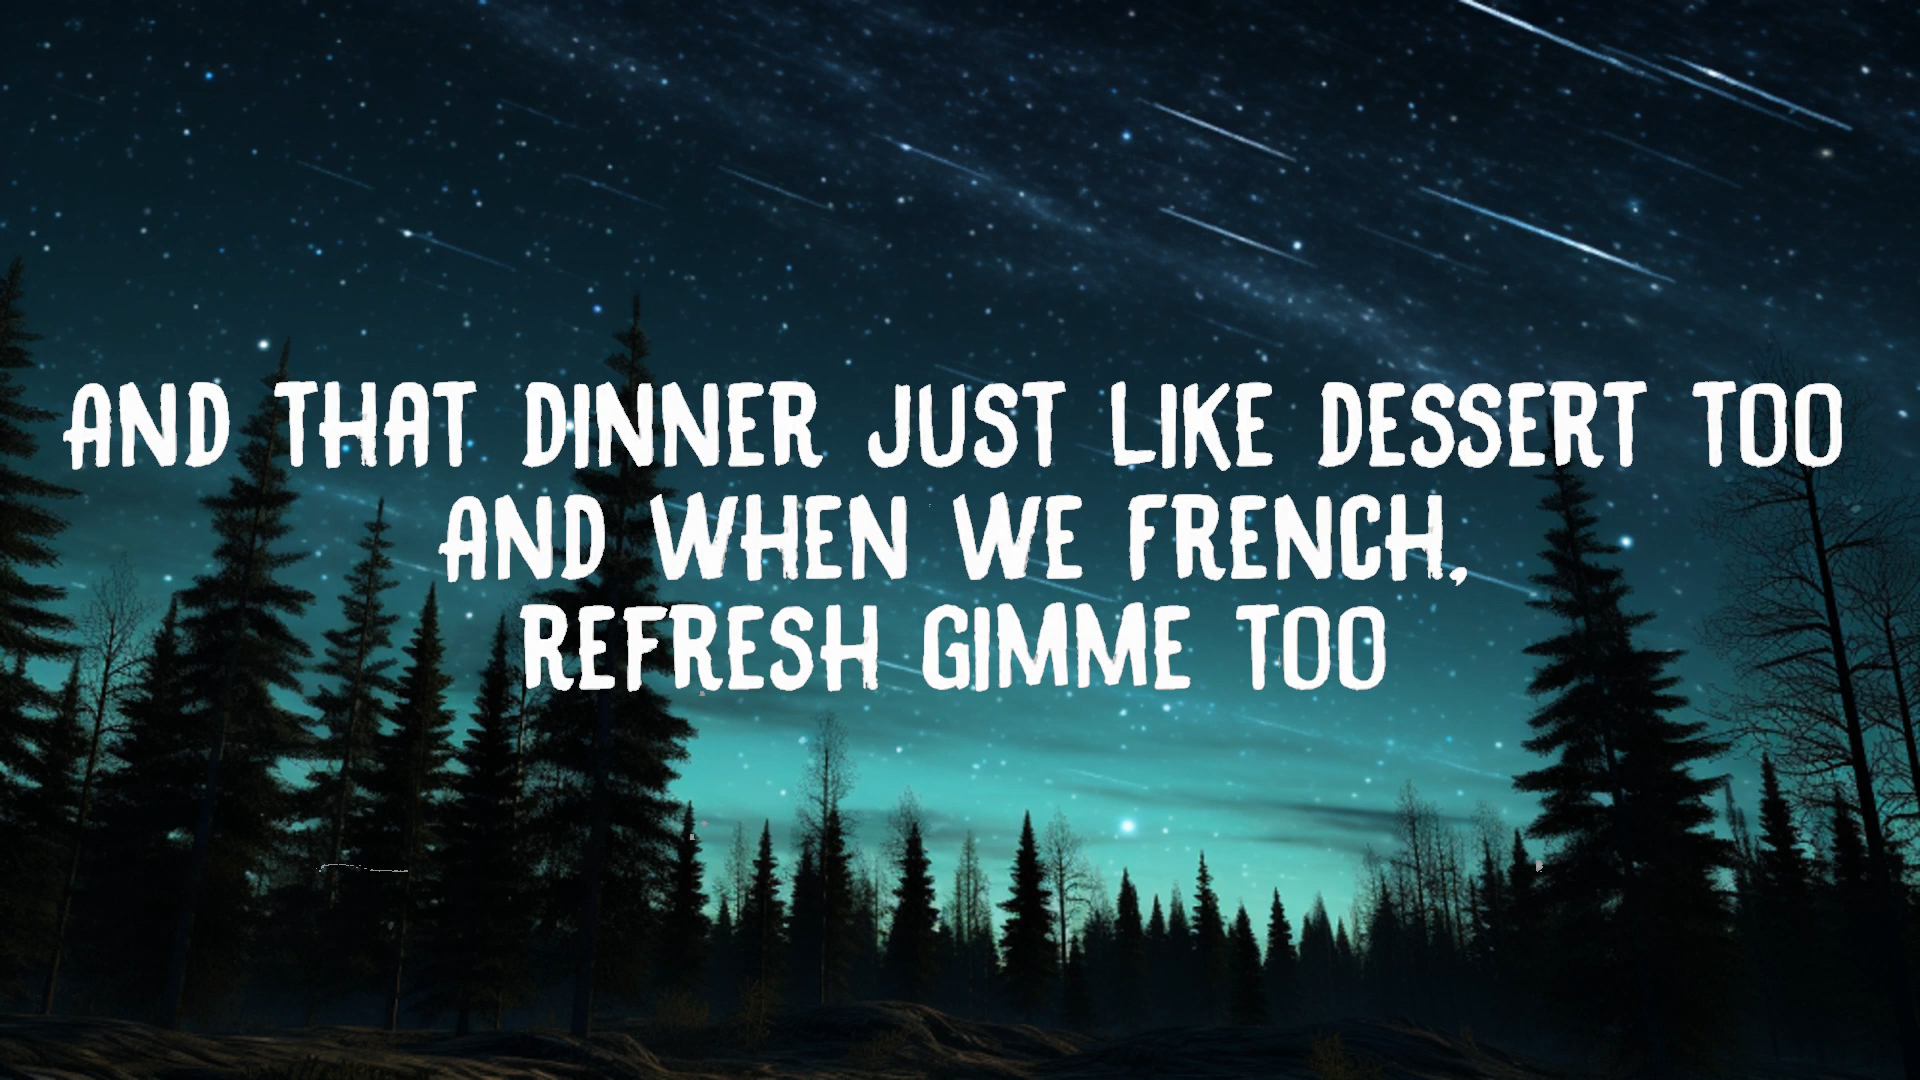 AND THAT DINNER JUST LIKE DESSERT TOO
AND WHEN WE FRENCH,
REFRESH GIMME TOO